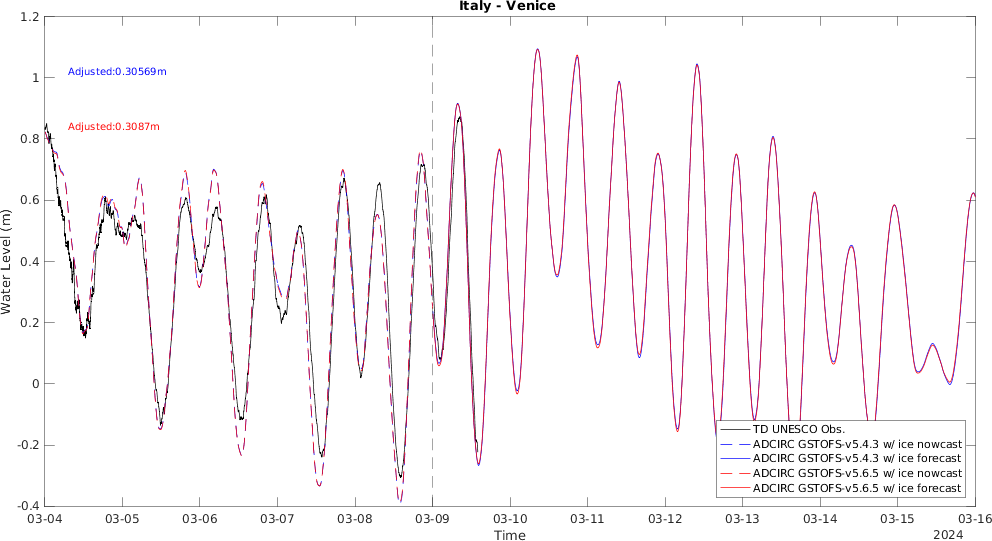 Italy - Venice
Adjusted:0.30569m
Adjusted:0.3087m
Water Level (m)
1.2
1
0.8
0.6
0.4
0.2
0
-0.2
-0.4
TD UNESCO Obs.
ADCIRC GSTOFS-v5.4.3 w/ ice nowcast
ADCIRC GSTOFS-v5.4.3 w/ ice forecast
ADCIRC GSTOFS-v5.6.5 w/ ice nowcast
ADCIRC GSTOFS-v5.6.5 w/ ice forecast
03-04 03-05 03-06 03-07 03-08 03-09 03-10 03-11 03-12 03-13 03-14 03-15 03-16
Time
2024